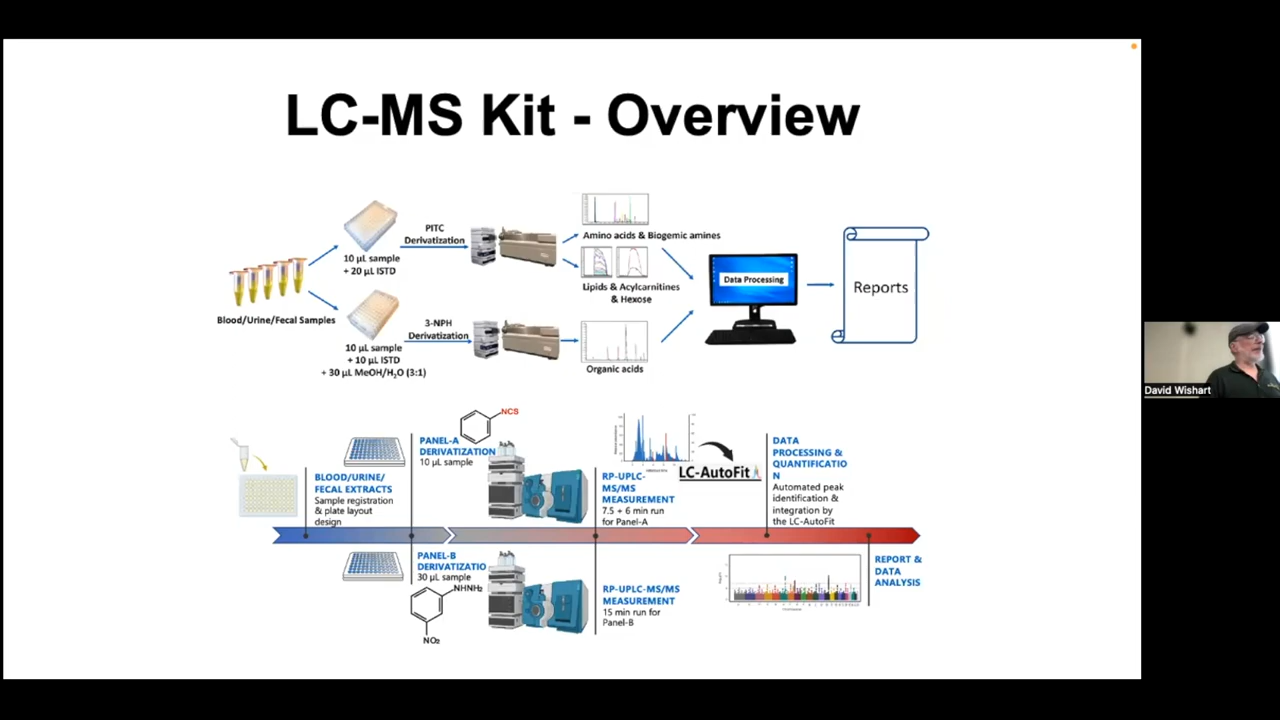 LC-MS Kit - Overview
PITC
Derivatization
10 µL sample
+ 20 µL ISTD
Amino acids & Biogemic amines
Lipids & Acylcarnitines
& Hexose
Data Processing
Reports
Blood/Urine/Fecal Samples
3-NPH
Derivatization
10 µL sample
+ 10 µL ISTD
+ 30 µL MeOH/H₂O (3:1)
Organic acids
David Wishart
NCS
PANEL-A
DERIVATIZATION
10 µL sample
BLOOD/URINE/
FECAL EXTRACTS
Sample registration
& plate layout
design
RP-UPLC-
MS/MS
MEASUREMENT
7.5 + 6 min run
for Panel-A
LC-AutoFit
DATA
PROCESSING &
QUANTIFICATIO
N
Automated peak
identification &
integration by
the LC-AutoFit
PANEL-B
DERIVATIZATIO
30 µL sample
NHNH₂
NO₂
RP-UPLC-MS/MS
MEASUREMENT
15 min run for
Panel-B
REPORT &
DATA
ANALYSIS